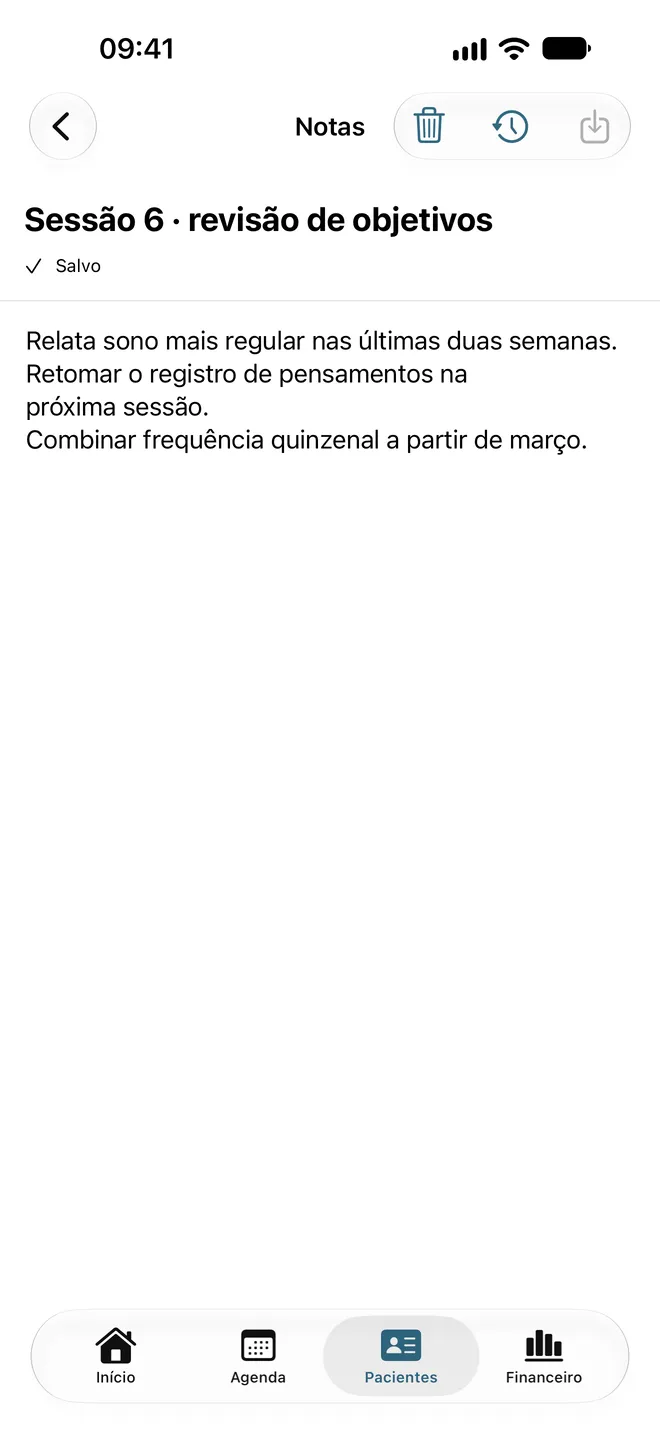 09:41
Notas
Sessão 6 · revisão de objetivos
Salvo
Relata sono mais regular nas últimas duas semanas.
Retomar o registro de pensamentos na
próxima sessão.
Combinar frequência quinzenal a partir de março.
Início
Agenda
Pacientes
Financeiro